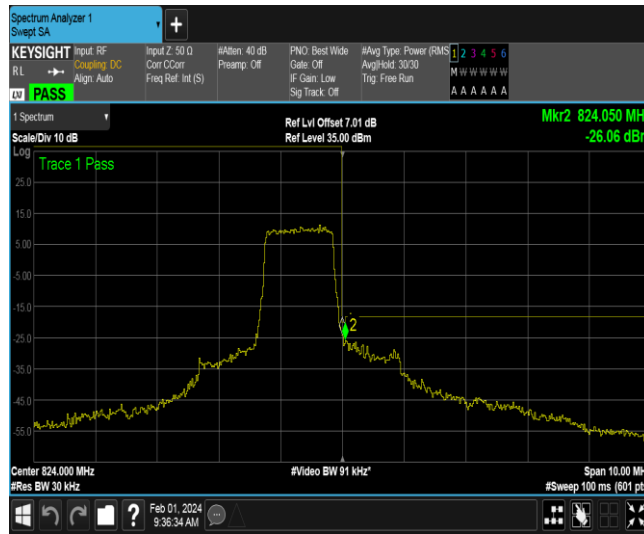 Spectrum Analyzer 1
Swept SA
KEYSIGHT
RL
LXI PASS
Input: RF
Coupling: DC
Align: Auto
Input Z: 50 Ω
Corr CCorr
Freq Ref: Int (S)
#Atten: 40 dB
Preamp: Off
PNO: Best Wide
Gate: Off
IF Gain: Low
Sig Track: Off
#Avg Type: Power (RMS
Avg|Hold: 30/30
Trig: Free Run
1 2 3 4 5 6
M W W W W W
A A A A A A
1 Spectrum
Scale/Div 10 dB
Ref Lvl Offset 7.01 dB
Ref Level 35.00 dBm
Mkr2 824.050 MH
-26.06 dBr
Log
Trace 1 Pass
25.0
15.0
5.00
-5.00
-15.0
-25.0
-35.0
-45.0
-55.0
2
Center 824.000 MHz
#Video BW 91 kHz*
Span 10.00 MH
#Res BW 30 kHz
#Sweep 100 ms (601 pt
?
Feb 01, 2024
9:36:34 AM